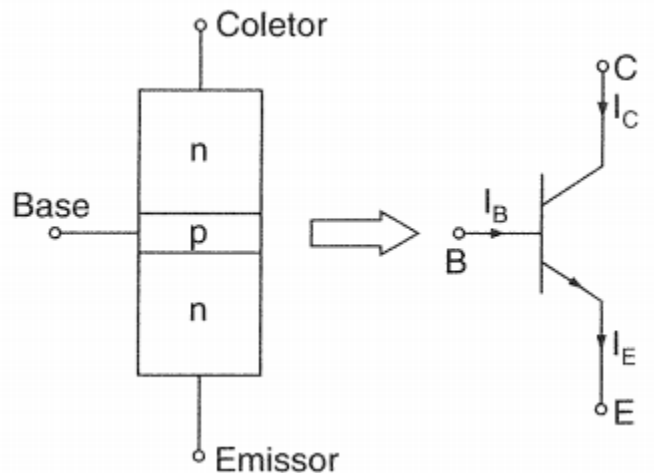 Coletor
n
Base
p
n
Emissor
C
I_C
I_B
B
I_E
E